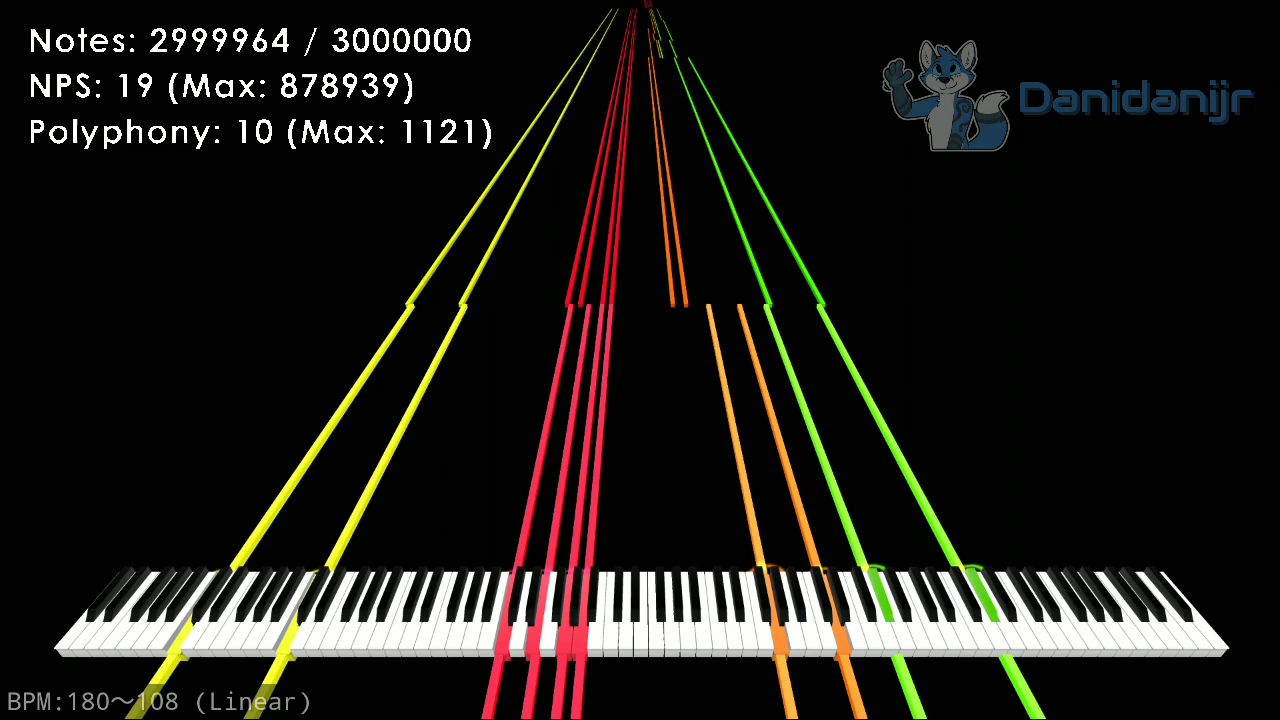 Notes: 2999964 / 3000000
NPS: 19 (Max: 878939)
Polyphony: 10 (Max: 1121)
Danidanijr
BPM:180～108 (Linear)